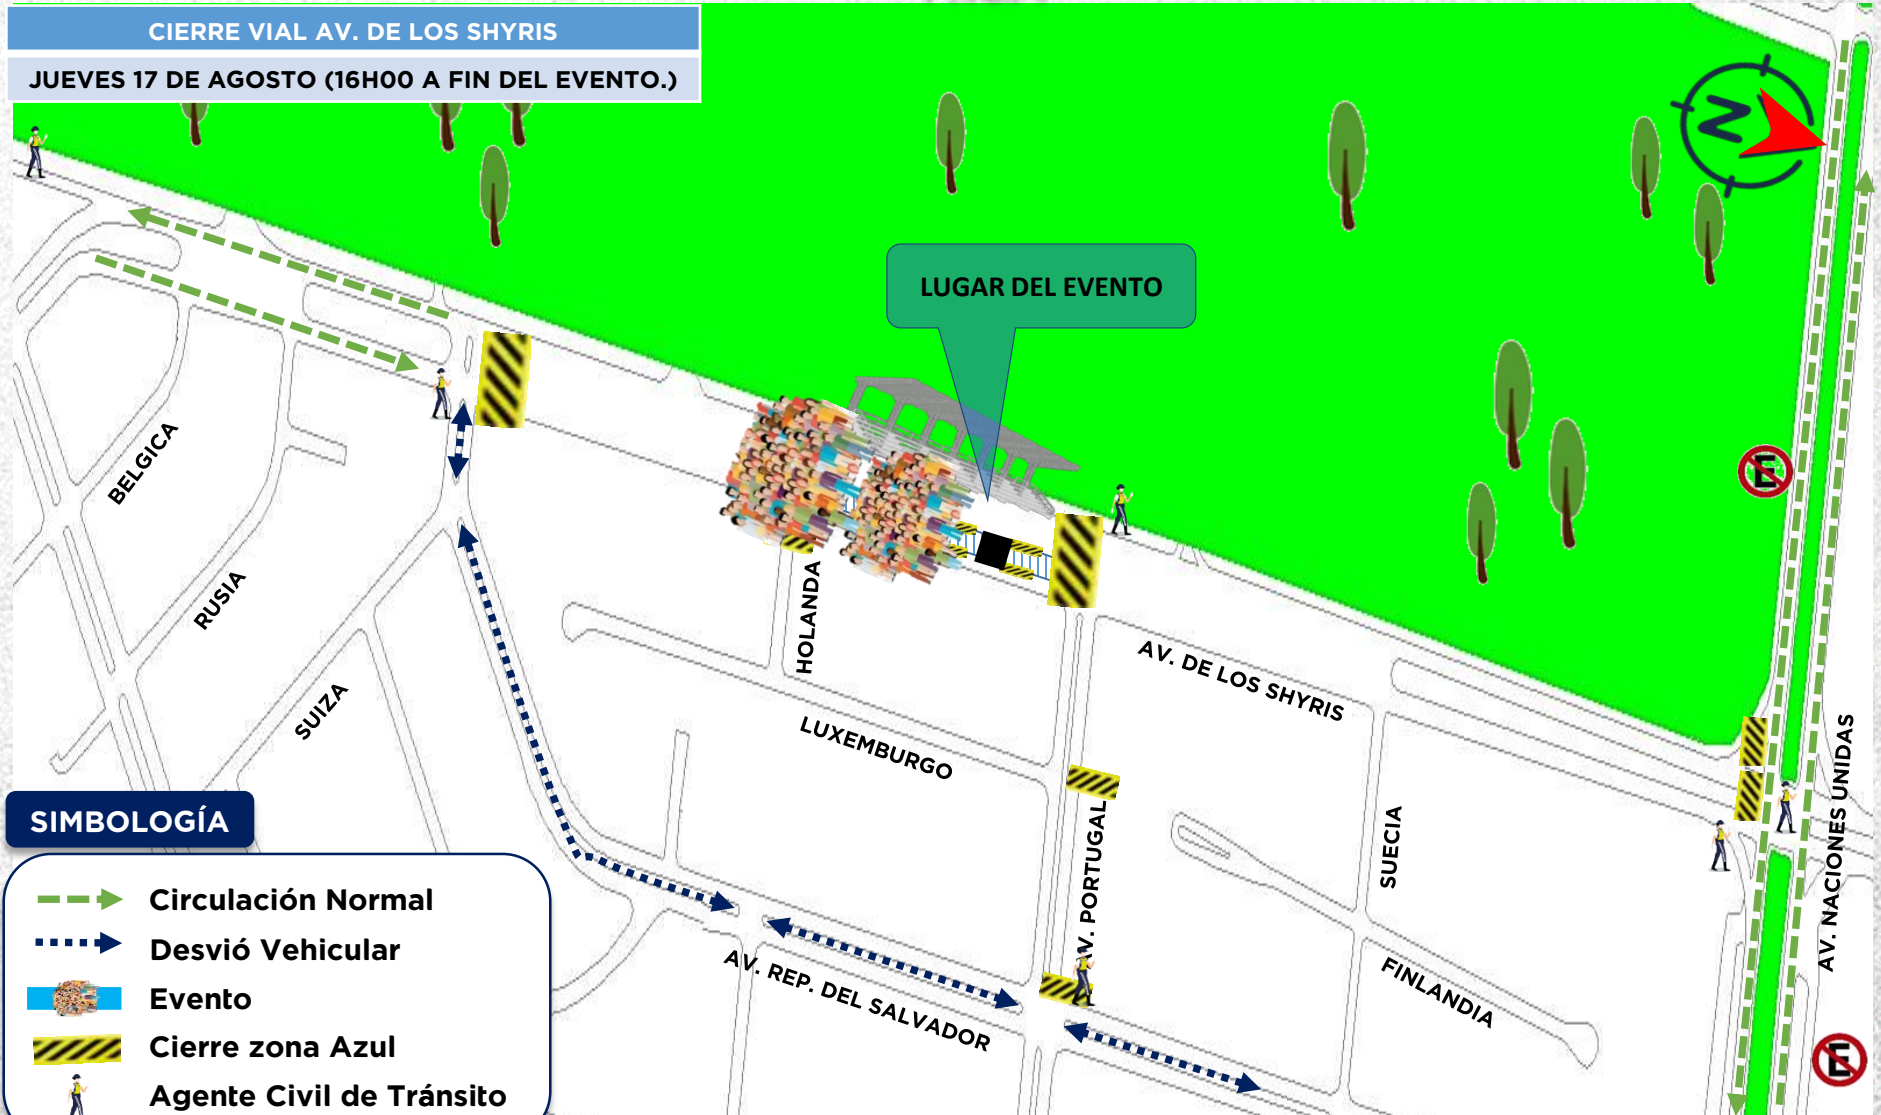 CIERRE VIAL AV. DE LOS SHYRIS
JUEVES 17 DE AGOSTO (16H00 A FIN DEL EVENTO.)
N
LUGAR DEL EVENTO
E
BELGICA
RUSIA
SUIZA
HOLANDA
LUXEMBURGO
AV. DE LOS SHYRIS
AV. PORTUGAL
SUECIA
AV. NACIONES UNIDAS
FINLANDIA
AV. REP. DEL SALVADOR
E
SIMBOLOGÍA
Circulación Normal
Desvió Vehicular
Evento
Cierre zona Azul
Agente Civil de Tránsito